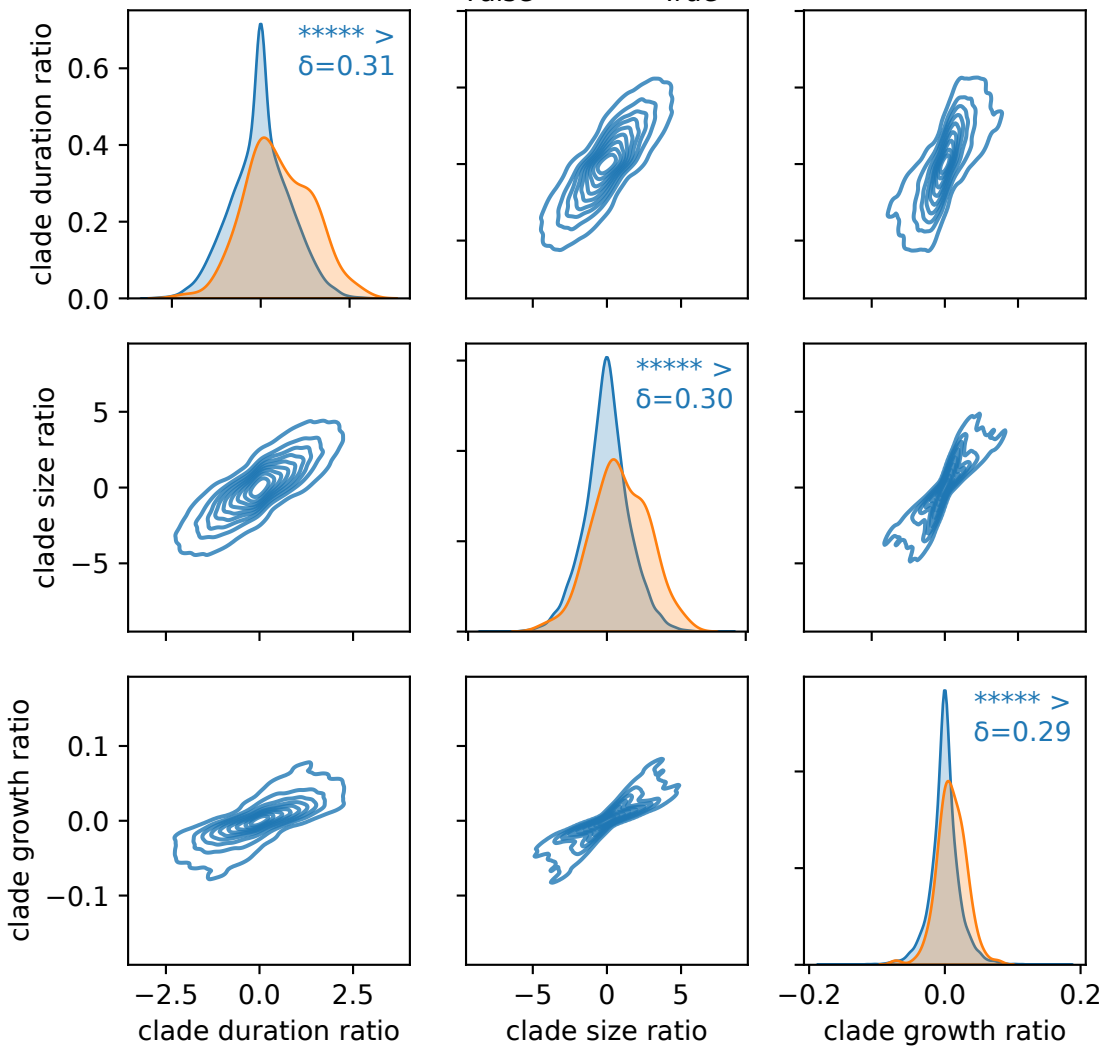 clade duration ratio
0.6
0.4
0.2
0.0
***** >
δ=0.31
clade size ratio
5
0
−5
***** >
δ=0.30
clade growth ratio
0.1
0.0
−0.1
***** >
δ=0.29
−2.5 0.0 2.5
−5 0 5
−0.2 0.0 0.2
clade duration ratio
clade size ratio
clade growth ratio